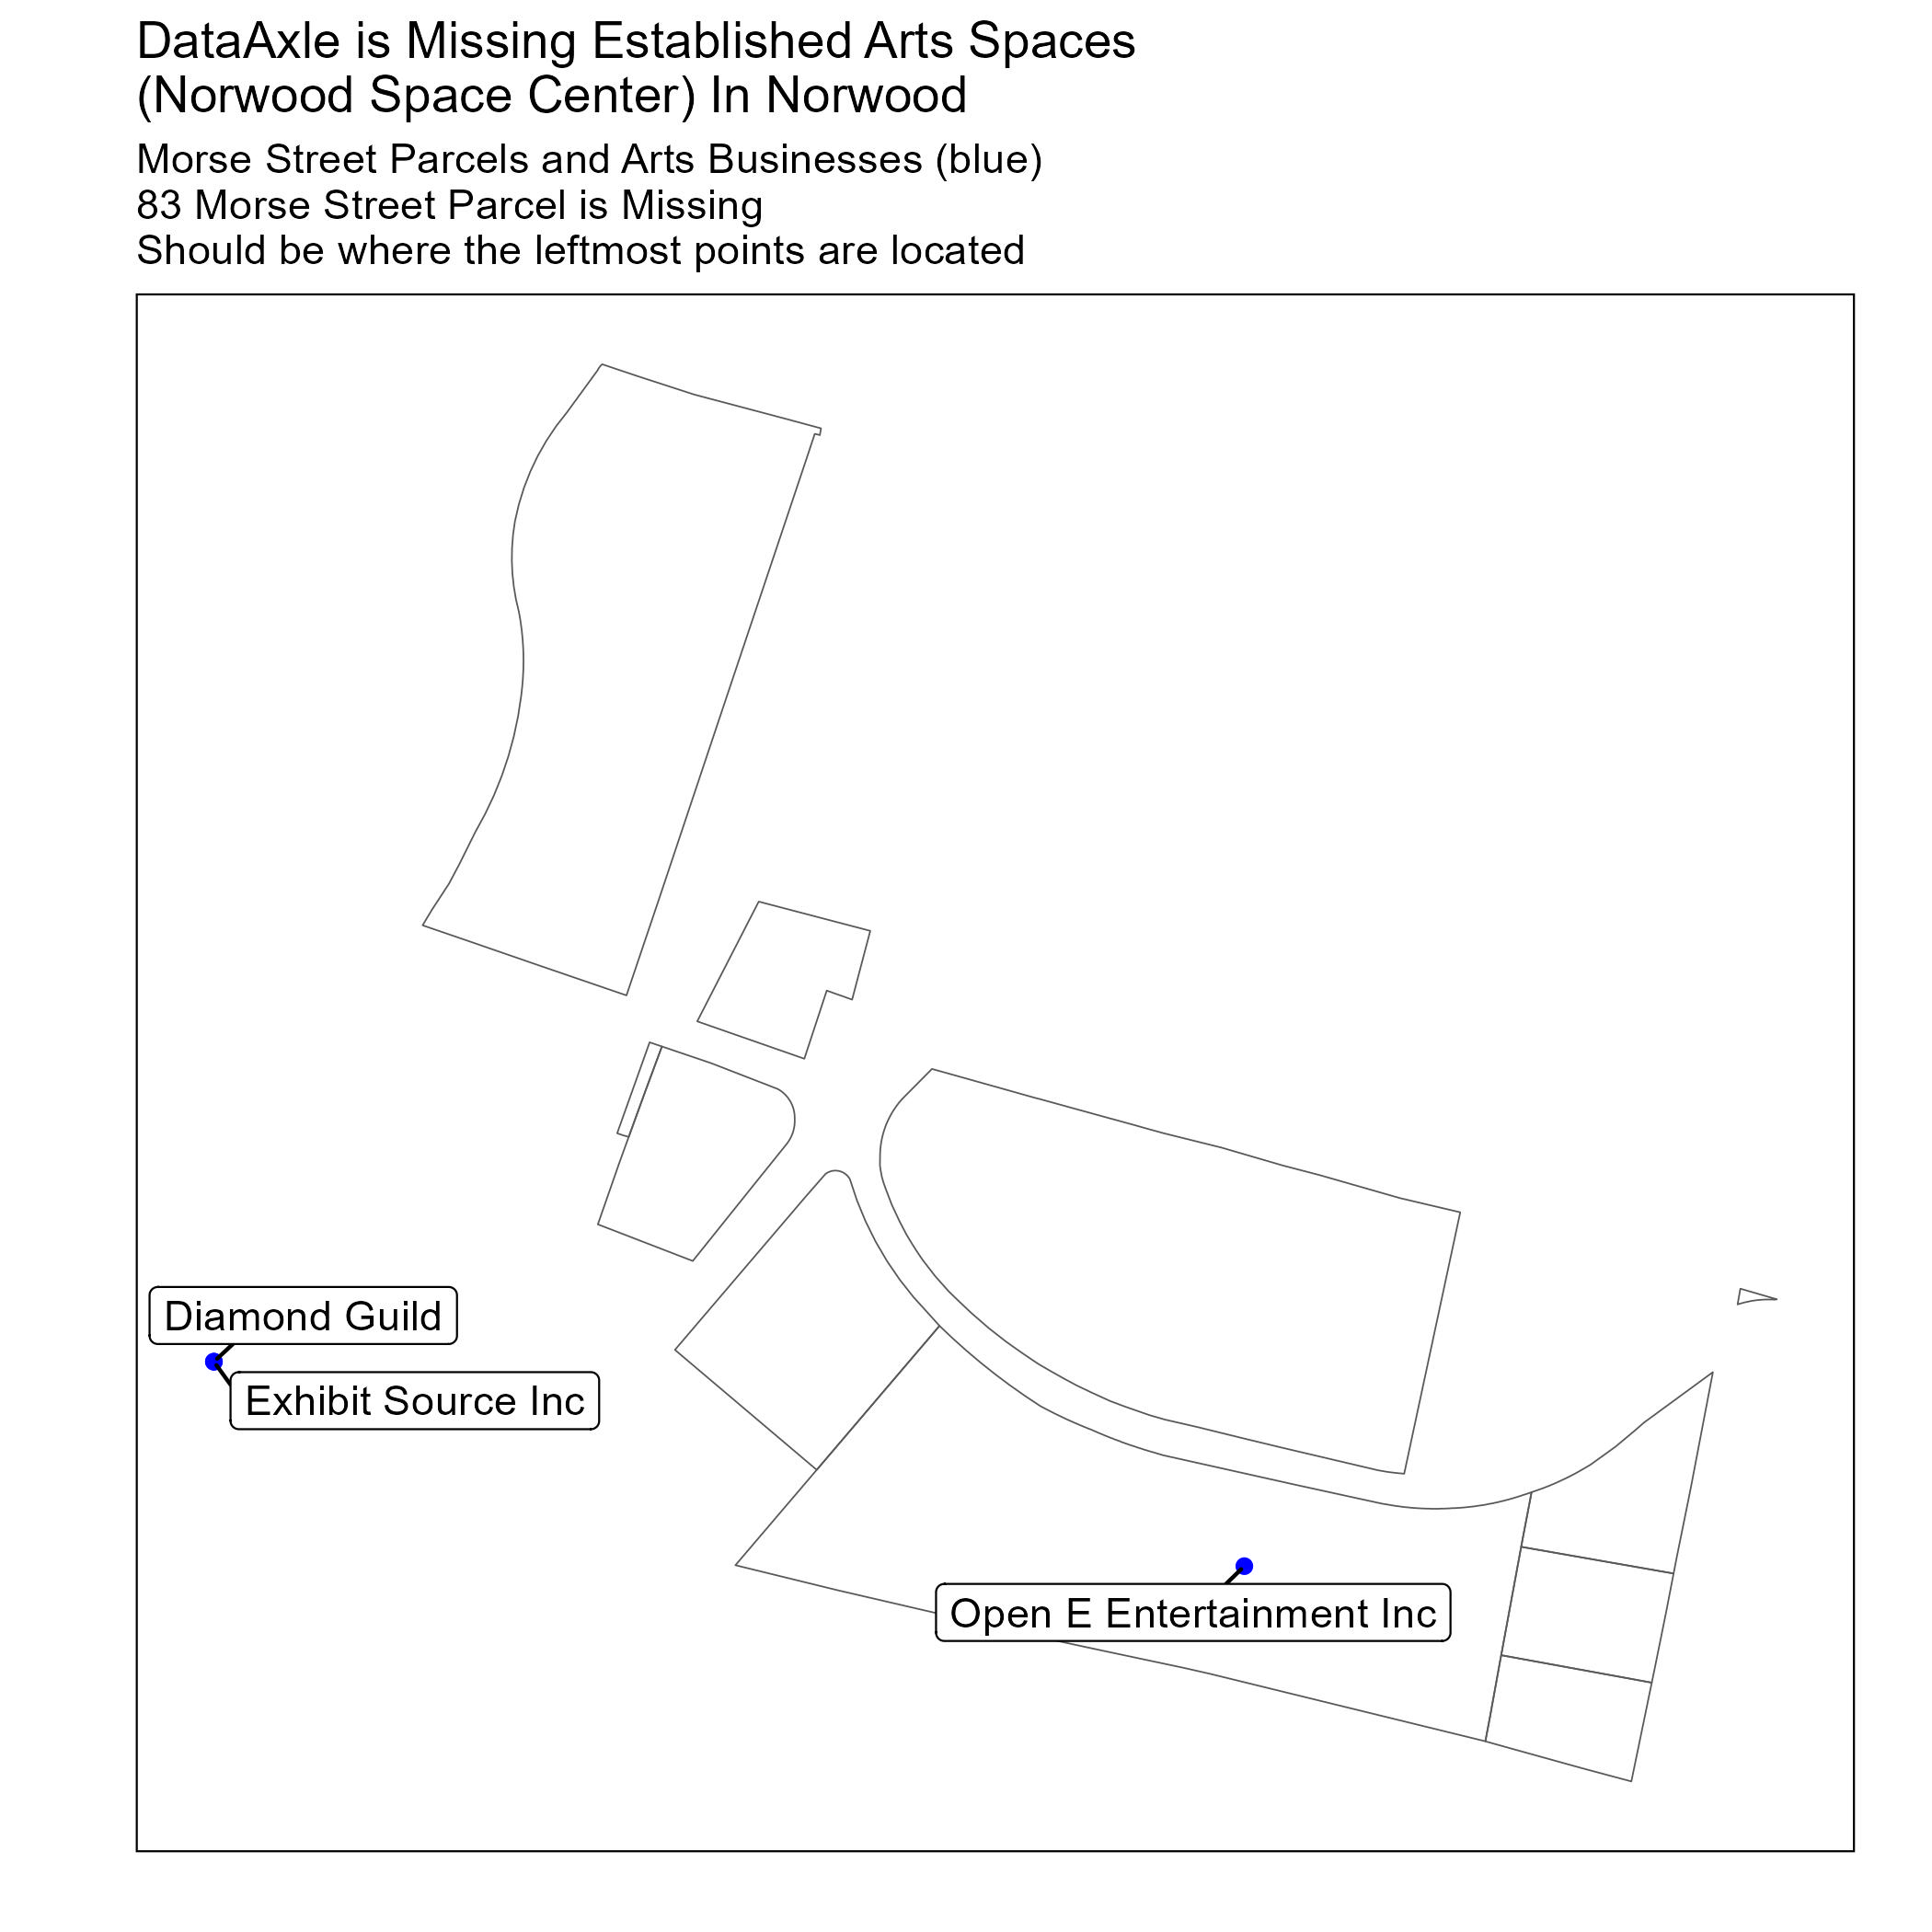 DataAxle is Missing Established Arts Spaces
(Norwood Space Center) In Norwood
Morse Street Parcels and Arts Businesses (blue)
83 Morse Street Parcel is Missing
Should be where the leftmost points are located
Diamond Guild
Exhibit Source Inc
Open E Entertainment Inc